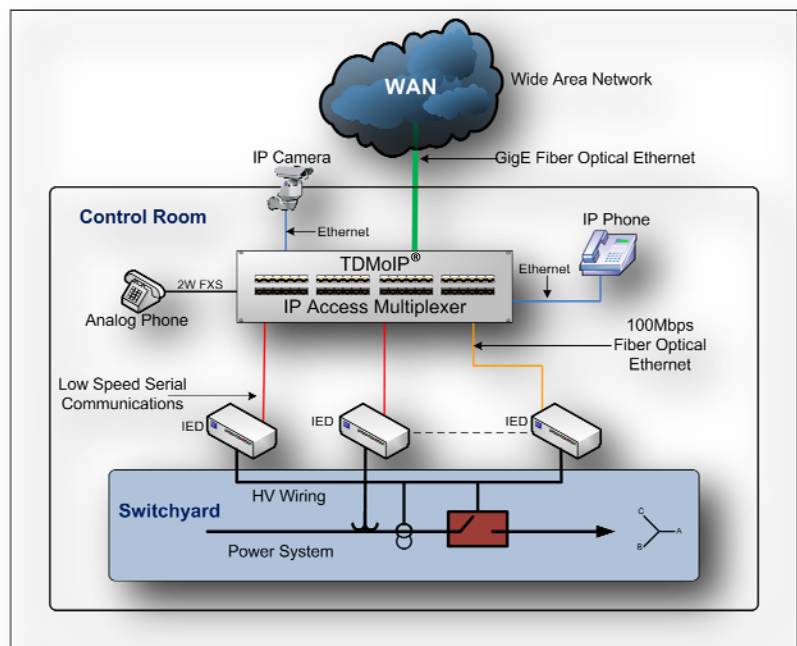 WAN
Wide Area Network
GigE Fiber Optical Ethernet
IP Camera
Control Room
Ethernet
IP Phone
TDMoIP®
IP Access Multiplexer
Ethernet
2W FXS
Analog Phone
100Mbps
Fiber Optical
Ethernet
Low Speed Serial
Communications
IED
IED
IED
HV Wiring
Switchyard
Power System
C
A
B